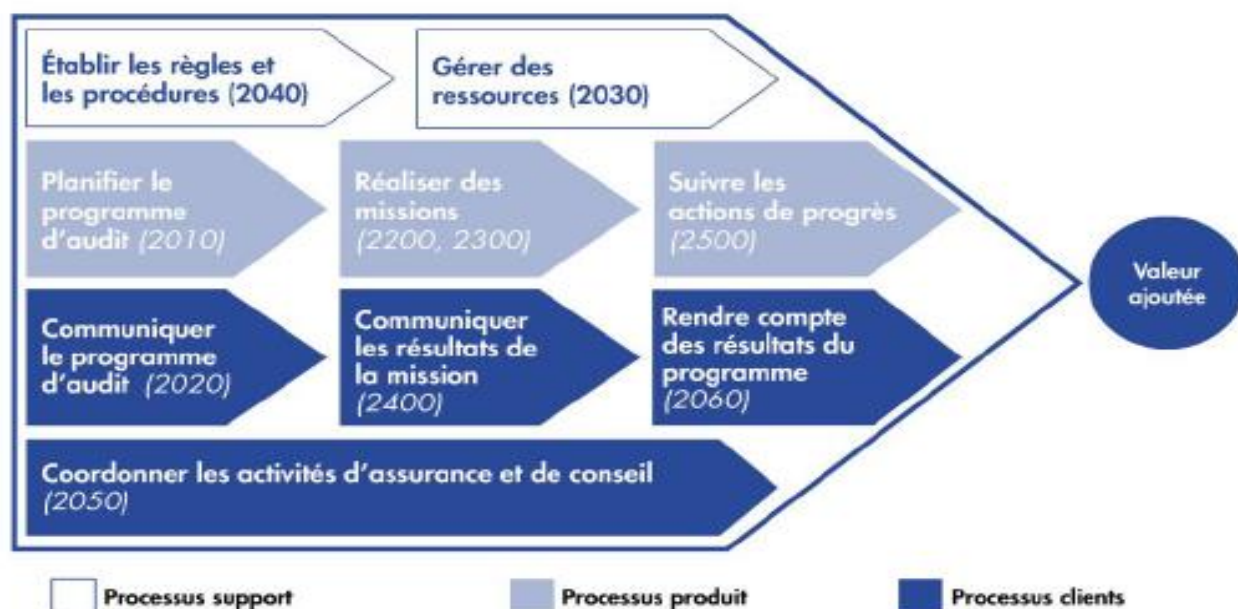 Établir les règles et
les procédures (2040)
Gérer des
ressources (2030)
Planifier le
programme
d'audit (2010)
Réaliser des
missions
(2200, 2300)
Suivre les
actions de progrès
(2500)
Communiquer
le programme
d'audit (2020)
Communiquer
les résultats de
la mission
(2400)
Rendre compte
des résultats du
programme
(2060)
Coordonner les activités d'assurance et de conseil
(2050)
Valeur
ajoutée
Processus support
Processus produit
Processus clients